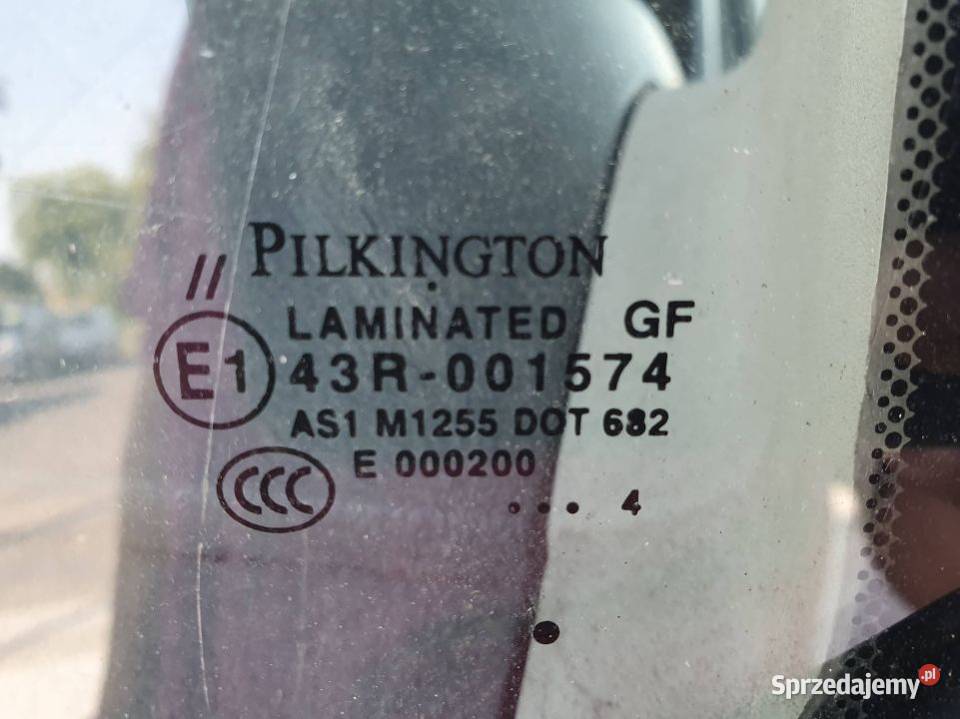 PILKINGTON
//
LAMINATED GF
E1 43R-001574
AS1 M1255 DOT 682
CCC E 000200
... 4
Sprzedajemy.pl